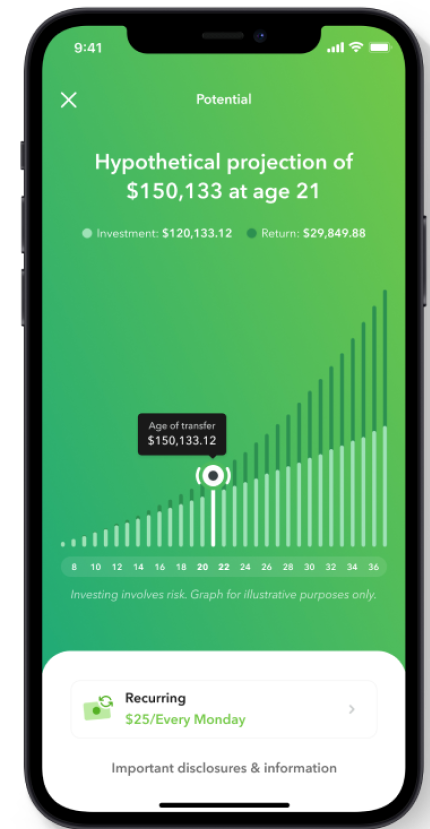 9:41
Potential
Hypothetical projection of
$150,133 at age 21
Investment: $120,133.12 Return: $29,849.88
Age of transfer
$150,133.12
8 10 12 14 16 18 20 22 24 26 28 30 32 34 36
Investing involves risk. Graph for illustrative purposes only.
Recurring
$25/Every Monday
Important disclosures & information